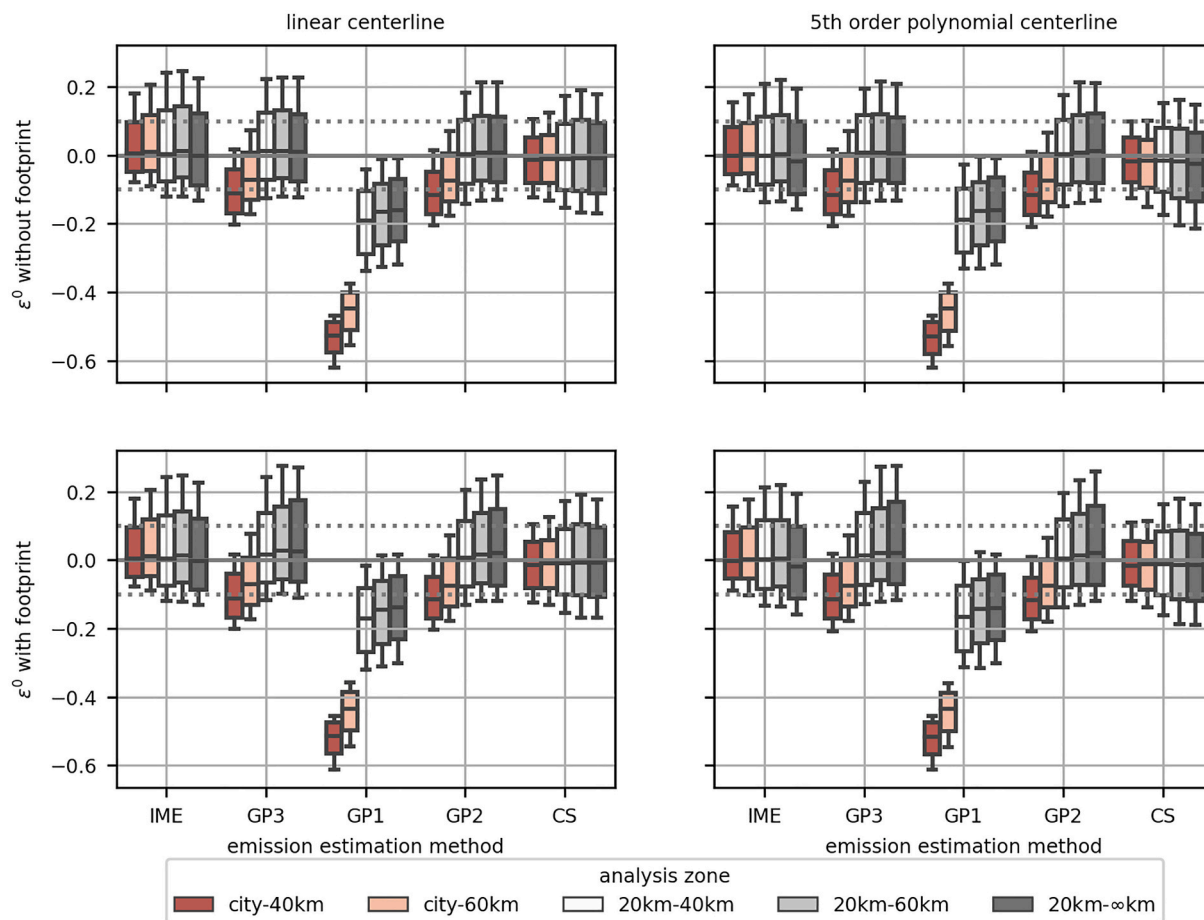 linear centerline
5th order polynomial centerline
ε⁰ without footprint
0.2
0.0
−0.2
−0.4
−0.6
ε⁰ with footprint
0.2
0.0
−0.2
−0.4
−0.6
IME GP3 GP1 GP2 CS
IME GP3 GP1 GP2 CS
emission estimation method
emission estimation method
analysis zone
city-40km city-60km 20km-40km 20km-60km 20km-∞km